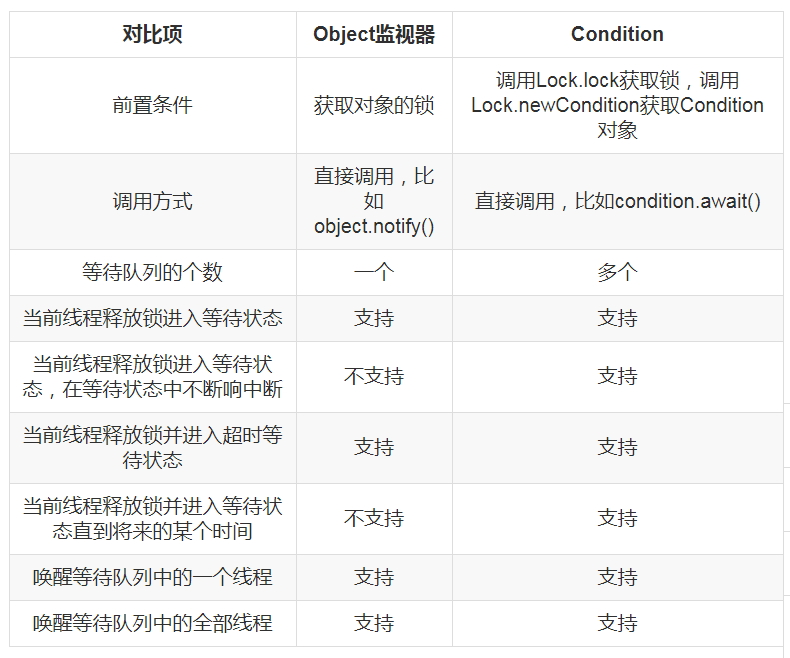 对比项 Object监视器 Condition
前置条件 获取对象的锁 调用Lock.lock获取锁，调用
Lock.newCondition获取Condition
对象
调用方式 直接调用，比
如
object.notify() 直接调用，比如condition.await()
等待队列的个数 一个 多个
当前线程释放锁进入等待状态 支持 支持
当前线程释放锁进入等待状
态，在等待状态中不断响中断 不支持 支持
当前线程释放锁并进入超时等
待状态 支持 支持
当前线程释放锁并进入等待状
态直到将来的某个时间 不支持 支持
唤醒等待队列中的一个线程 支持 支持
唤醒等待队列中的全部线程 支持 支持